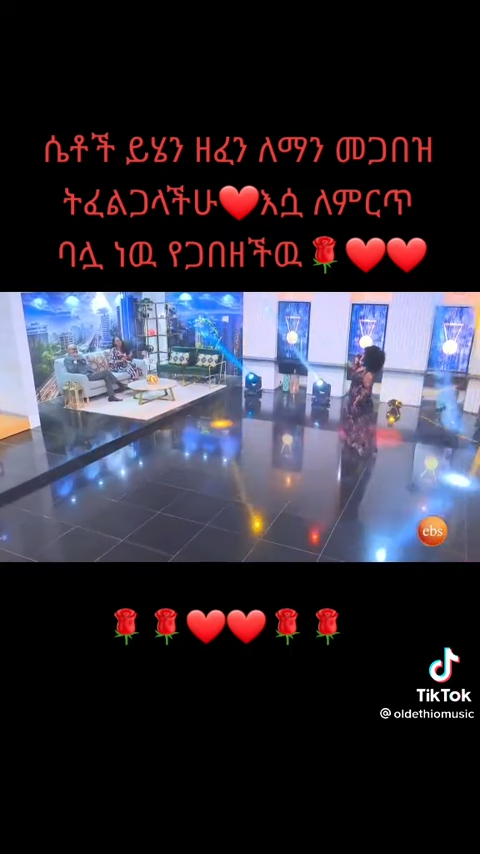 ሴቶች ይሄን ዘፈን ለማን መጋበዝ
ትፈልጋላችሁ❤️እሷ ለምርጥ
ባሏ ነዉ የጋበዘችዉ🌹❤️❤️
ebs
🌹🌹❤️❤️🌹🌹
TikTok
@oldethiomusic